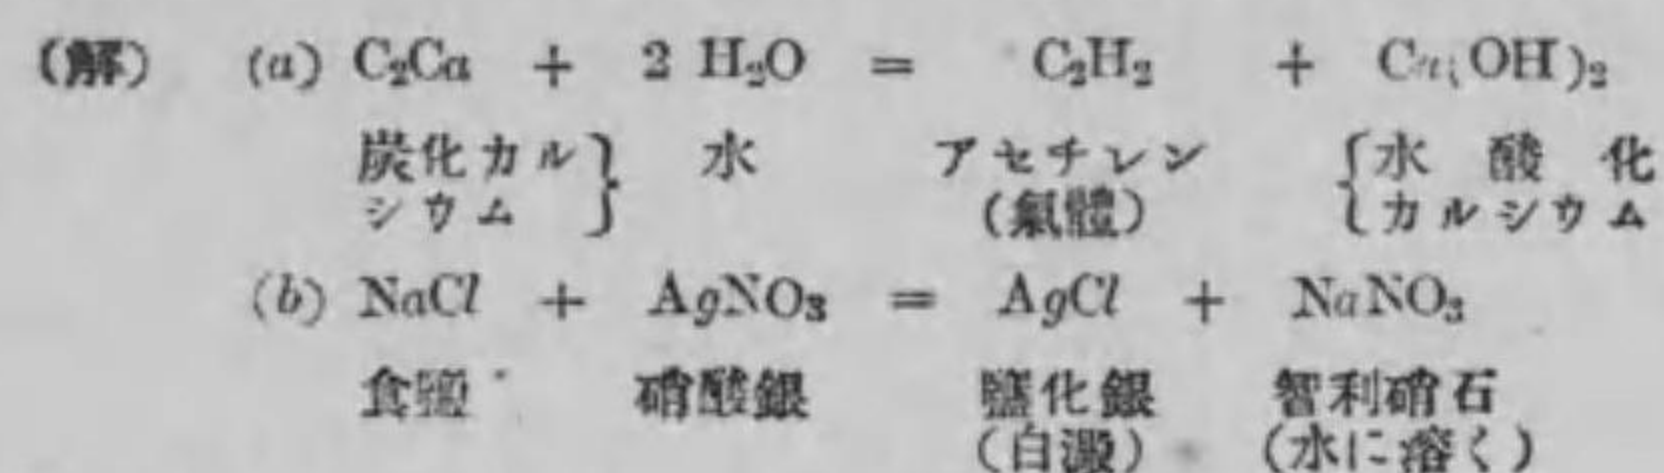 (解) (a) C₂Ca + 2 H₂O = C₂H₂ + Ca(OH)₂
炭化カル} 水 アセチレン {水酸化
シウム} (氣體) {カルシウム
(b) NaCl + AgNO₃ = AgCl + NaNO₃
食鹽 硝酸銀 鹽化銀 智利硝石
(白澱) (水に溶く)